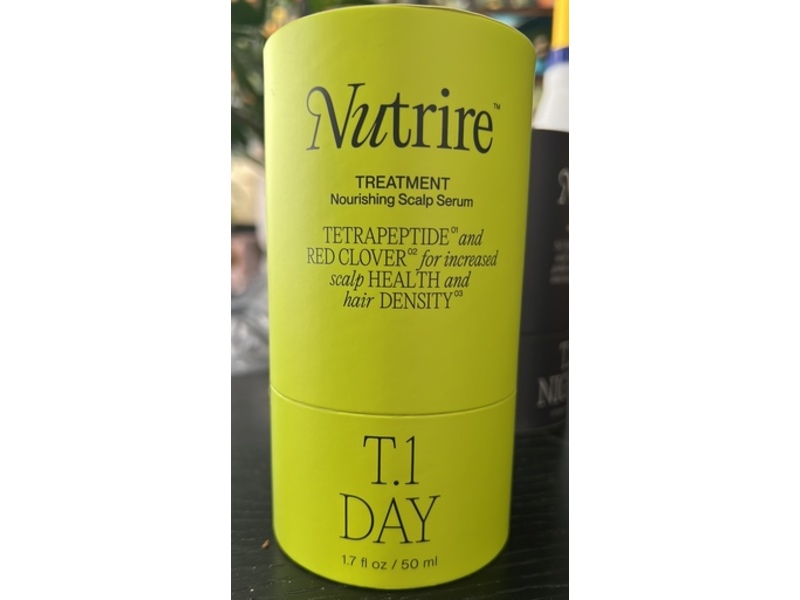 Nutrire™
TREATMENT
Nourishing Scalp Serum
TETRAPEPTIDE⁰¹ and
RED CLOVER⁰² for increased
scalp HEALTH and
hair DENSITY⁰³
T.1
DAY
1.7 fl oz / 50 ml